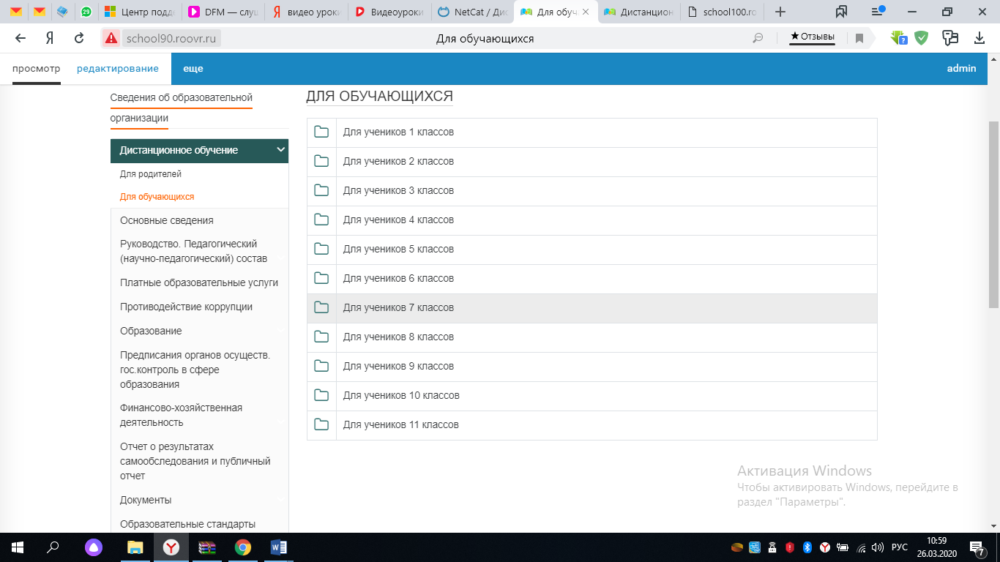 29
Центр подде
DFM — слуш
видео уроки
Видеоуроки
NetCat / Дис
Для обуч
Дистанцион
school100.ro
school90.roovr.ru
Для обучающихся
★ Отзывы
просмотр
редактирование
еще
admin
Сведения об образовательной
организации
Дистанционное обучение
Для родителей
Для обучающихся
Основные сведения
Руководство. Педагогический
(научно-педагогический) состав
Платные образовательные услуги
Противодействие коррупции
Образование
Предписания органов осуществ.
гос.контроль в сфере
образования
Финансово-хозяйственная
деятельность
Отчет о результатах
самообследования и публичный
отчет
Документы
Образовательные стандарты
ДЛЯ ОБУЧАЮЩИХСЯ
Для учеников 1 классов
Для учеников 2 классов
Для учеников 3 классов
Для учеников 4 классов
Для учеников 5 классов
Для учеников 6 классов
Для учеников 7 классов
Для учеников 8 классов
Для учеников 9 классов
Для учеников 10 классов
Для учеников 11 классов
Активация Windows
Чтобы активировать Windows, перейдите в
раздел "Параметры".
РУС
10:59
26.03.2020
7